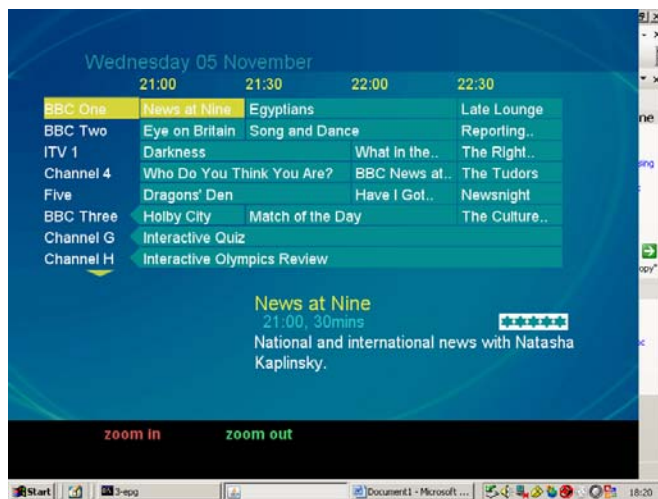 Wednesday 05 November
21:00 21:30 22:00 22:30
BBC One News at Nine Egyptians Late Lounge
BBC Two Eye on Britain Song and Dance Reporting..
ITV 1 Darkness What in the.. The Right..
Channel 4 Who Do You Think You Are? BBC News at.. The Tudors
Five Dragons' Den Have I Got.. Newsnight
BBC Three Holby City Match of the Day The Culture..
Channel G Interactive Quiz
Channel H Interactive Olympics Review
News at Nine
21:00, 30mins
National and international news with Natasha
Kaplinsky.
zoom in zoom out
ne
sing
opy"
Start 3-epg Document1 - Microsoft ... 18:20